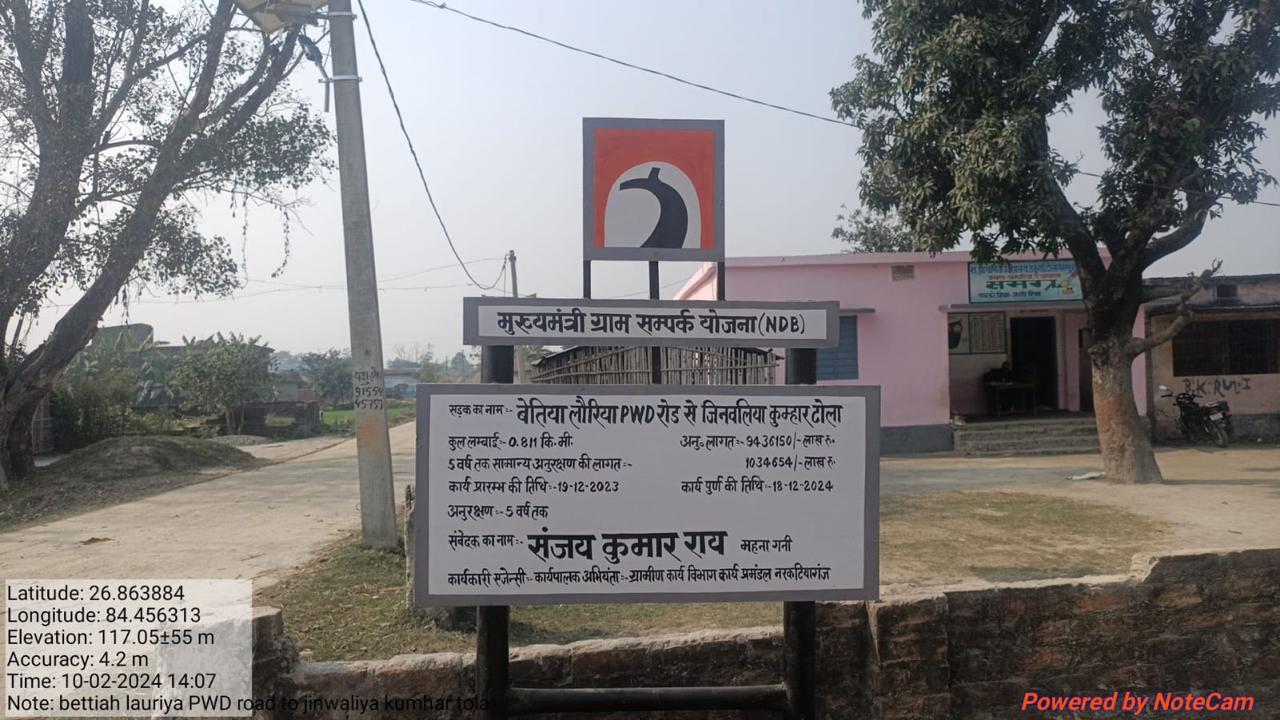 मुख्यमंत्री ग्राम सम्पर्क योजना(NDB)
सड़क का नाम :- बेतिया लौरिया PWD रोड से जिनवलिया कुम्हार टोला
कुल लम्बाई:-0.811 कि.मी. अनु. लागत:-9436150/-लाख रु.
5 वर्ष तक सामान्य अनुरक्षण की लागत:- 1034654/-लाख रु.
कार्य प्रारम्भ की तिथि:-19-12-2023 कार्य पुर्ण की तिथि:-18-12-2024
अनुरक्षण:-5 वर्ष तक
संवेदक का नाम:- संजय कुमार राय महना गनी
कार्यकारी एजेन्सी:-कार्यपालक अभियंता:-ग्रामीण कार्य विभाग कार्य प्रमंडल नरकटियागंज
समग्र
B.K. R
Latitude: 26.863884
Longitude: 84.456313
Elevation: 117.05±55 m
Accuracy: 4.2 m
Time: 10-02-2024 14:07
Note: bettiah lauriya PWD road to jinwaliya kumhar tola
Powered by NoteCam